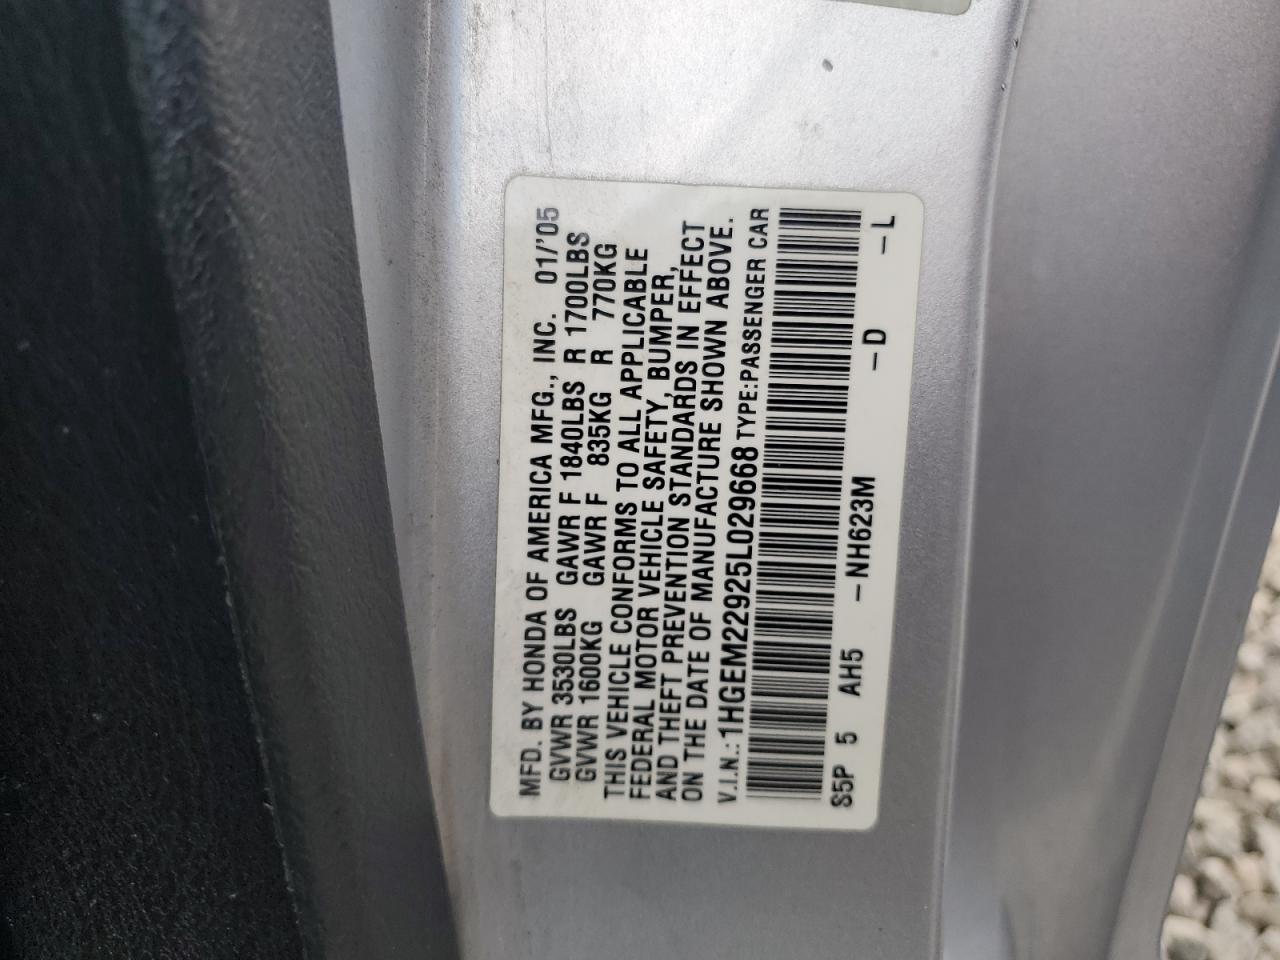 MFD. BY HONDA OF AMERICA MFG., INC. 01/'05
GVWR 3530LBS GAWR F 1840LBS R 1700LBS
GVWR 1600KG GAWR F 835KG R 770KG
THIS VEHICLE CONFORMS TO ALL APPLICABLE
FEDERAL MOTOR VEHICLE SAFETY, BUMPER,
AND THEFT PREVENTION STANDARDS IN EFFECT
ON THE DATE OF MANUFACTURE SHOWN ABOVE.
V.I.N.: 1HGEM22925L029668 TYPE:PASSENGER CAR
S5P 5 AH5 –NH623M –D –L